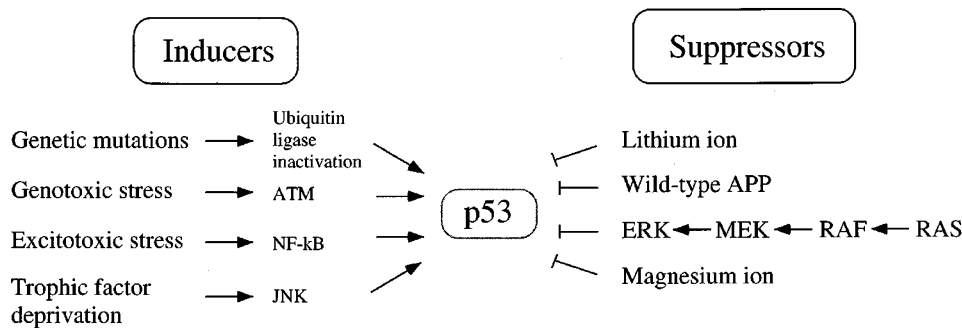 Inducers
Suppressors
Genetic mutations
Ubiquitin
ligase
inactivation
Genotoxic stress
ATM
Excitotoxic stress
NF-kB
Trophic factor
deprivation
JNK
p53
Lithium ion
Wild-type APP
ERK MEK RAF RAS
Magnesium ion